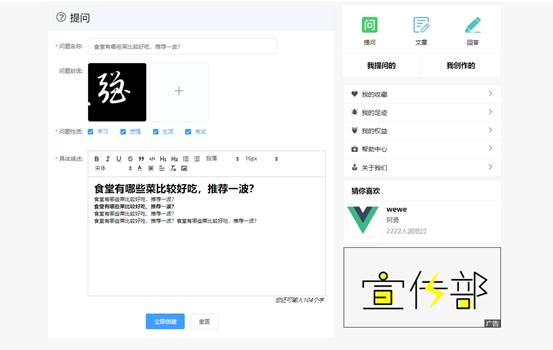 提问
* 问题名称: 食堂有哪些菜比较好吃、推荐一波?
问题封面:
强
* 问题性质: 学习 感情 生活 考试
* 具体描述:
B I U S H₁ H₂ 段落 16px
宋体 A
食堂有哪些菜比较好吃，推荐一波？
食堂有哪些菜比较好吃、推荐一波?
食堂有哪些菜比较好吃、推荐一波?
食堂有哪些菜比较好吃、推荐一波?
食堂有哪些菜比较好吃、推荐一波? 食堂有哪些菜比较好吃、推荐一波?
您还可输入104个字
立即创建 重置
问
提问 文章 回答
我提问的 我创作的
我的收藏
我的足迹
我的权益
帮助中心
关于我们
猜你喜欢
wewe
阿勇
2222人浏览过
宣传部
广告